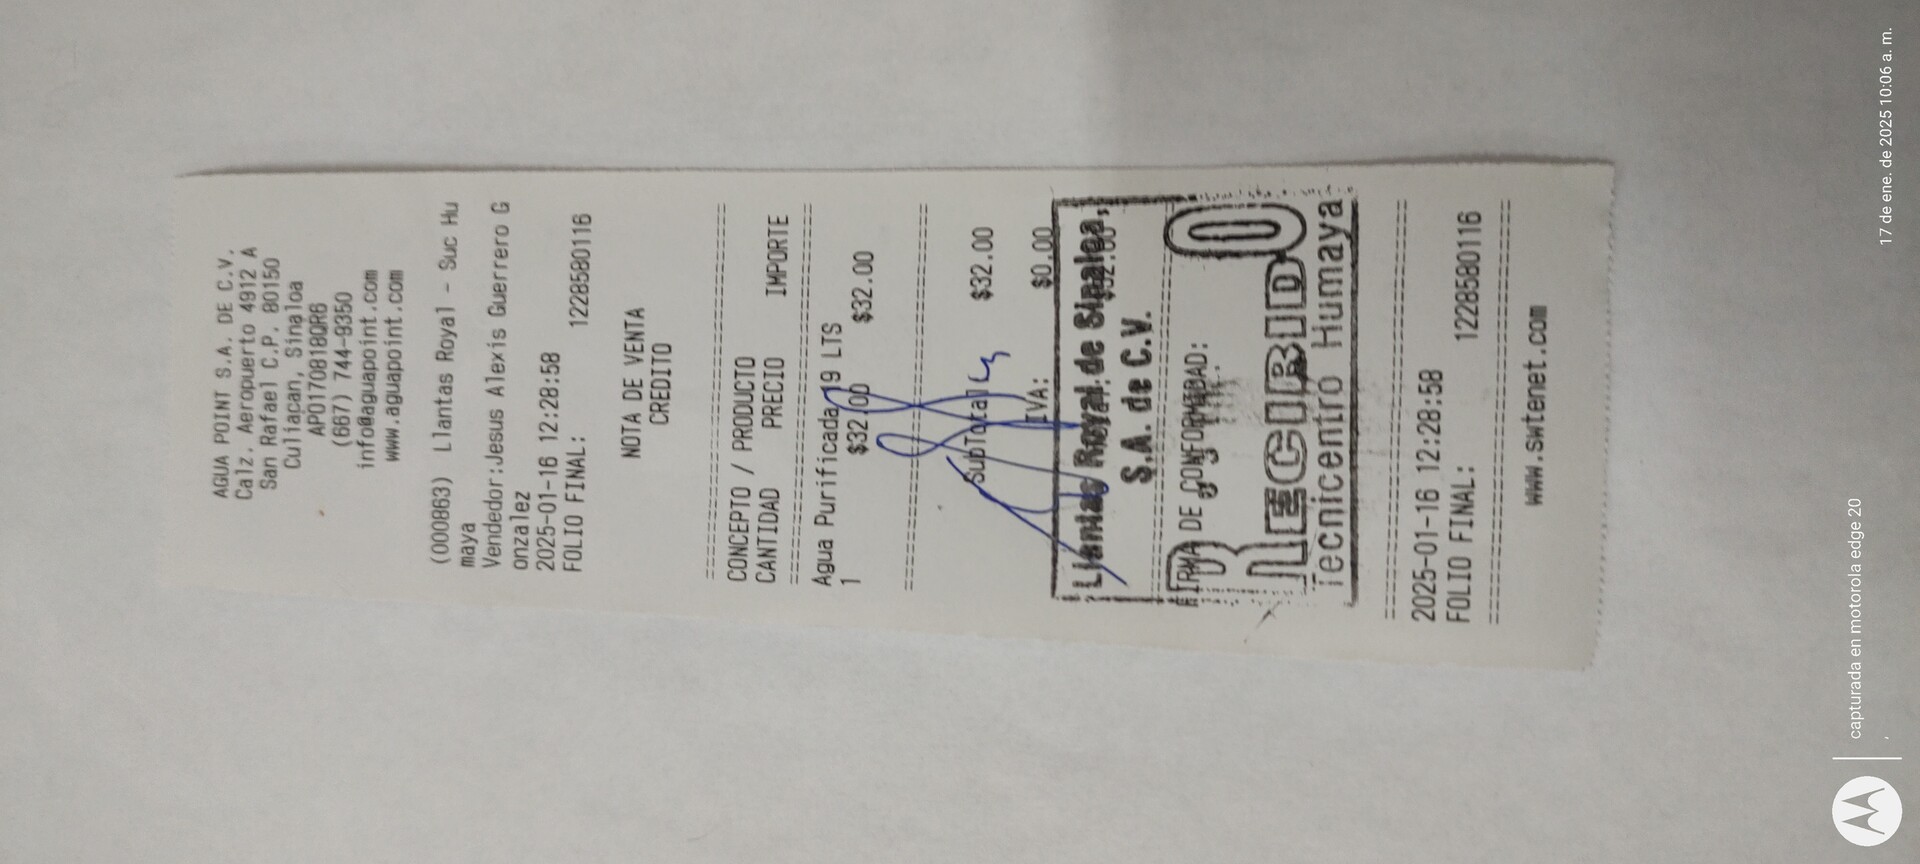 AGUA POINT S.A. DE C.V.
Calz. Aeropuerto 4912 A
San Rafael C.P. 80150
Culiacan, Sinaloa
APO170818QR6
(667) 744-9350
info@aguapoint.com
www.aguapoint.com
(000863) Llantas Royal - Suc Hu
maya
Vendedor:Jesus Alexis Guerrero G
onzalez
2025-01-16 12:28:58
FOLIO FINAL: 1228580116
NOTA DE VENTA
CREDITO
CONCEPTO / PRODUCTO
CANTIDAD PRECIO IMPORTE
Agua Purificada 19 LTS
1 $32.00 $32.00
SubTotal: $32.00
IVA: $0.00
$32.00
Llantas Royal de Sinaloa,
S.A. de C.V.
FIRMA DE CONFORMIDAD:
RECIBIDO
Tecnicentro Humaya
2025-01-16 12:28:58
FOLIO FINAL: 1228580116
www.swtenet.com
capturada en motorola edge 20
17 de ene. de 2025 10:06 a. m.